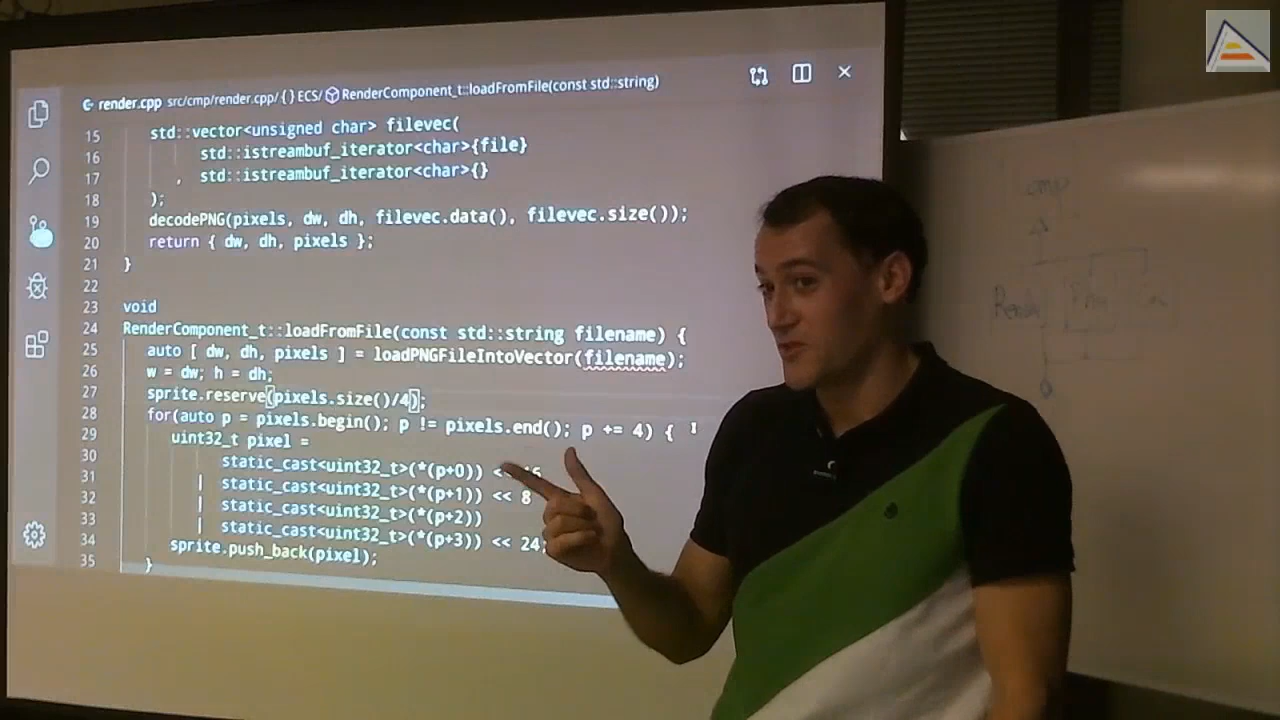 render.cpp src/cmp/render.cpp/ {} ECS/ RenderComponent_t::loadFromFile(const std::string)
15 std::vector<unsigned char> filevec(
16 std::istreambuf_iterator<char>{file}
17 , std::istreambuf_iterator<char>{}
18 );
19 decodePNG(pixels, dw, dh, filevec.data(), filevec.size());
20 return { dw, dh, pixels };
21 }
22
23 void
24 RenderComponent_t::loadFromFile(const std::string filename) {
25 auto [ dw, dh, pixels ] = loadPNGFileIntoVector(filename);
26 w = dw; h = dh;
27 sprite.reserve(pixels.size()/4);
28 for(auto p = pixels.begin(); p != pixels.end(); p += 4) {
29 uint32_t pixel =
30 static_cast<uint32_t>(*(p+0)) <<
31 | static_cast<uint32_t>(*(p+1)) << 8
32 | static_cast<uint32_t>(*(p+2))
33 | static_cast<uint32_t>(*(p+3)) << 24;
34 sprite.push_back(pixel);
35 }
cmp